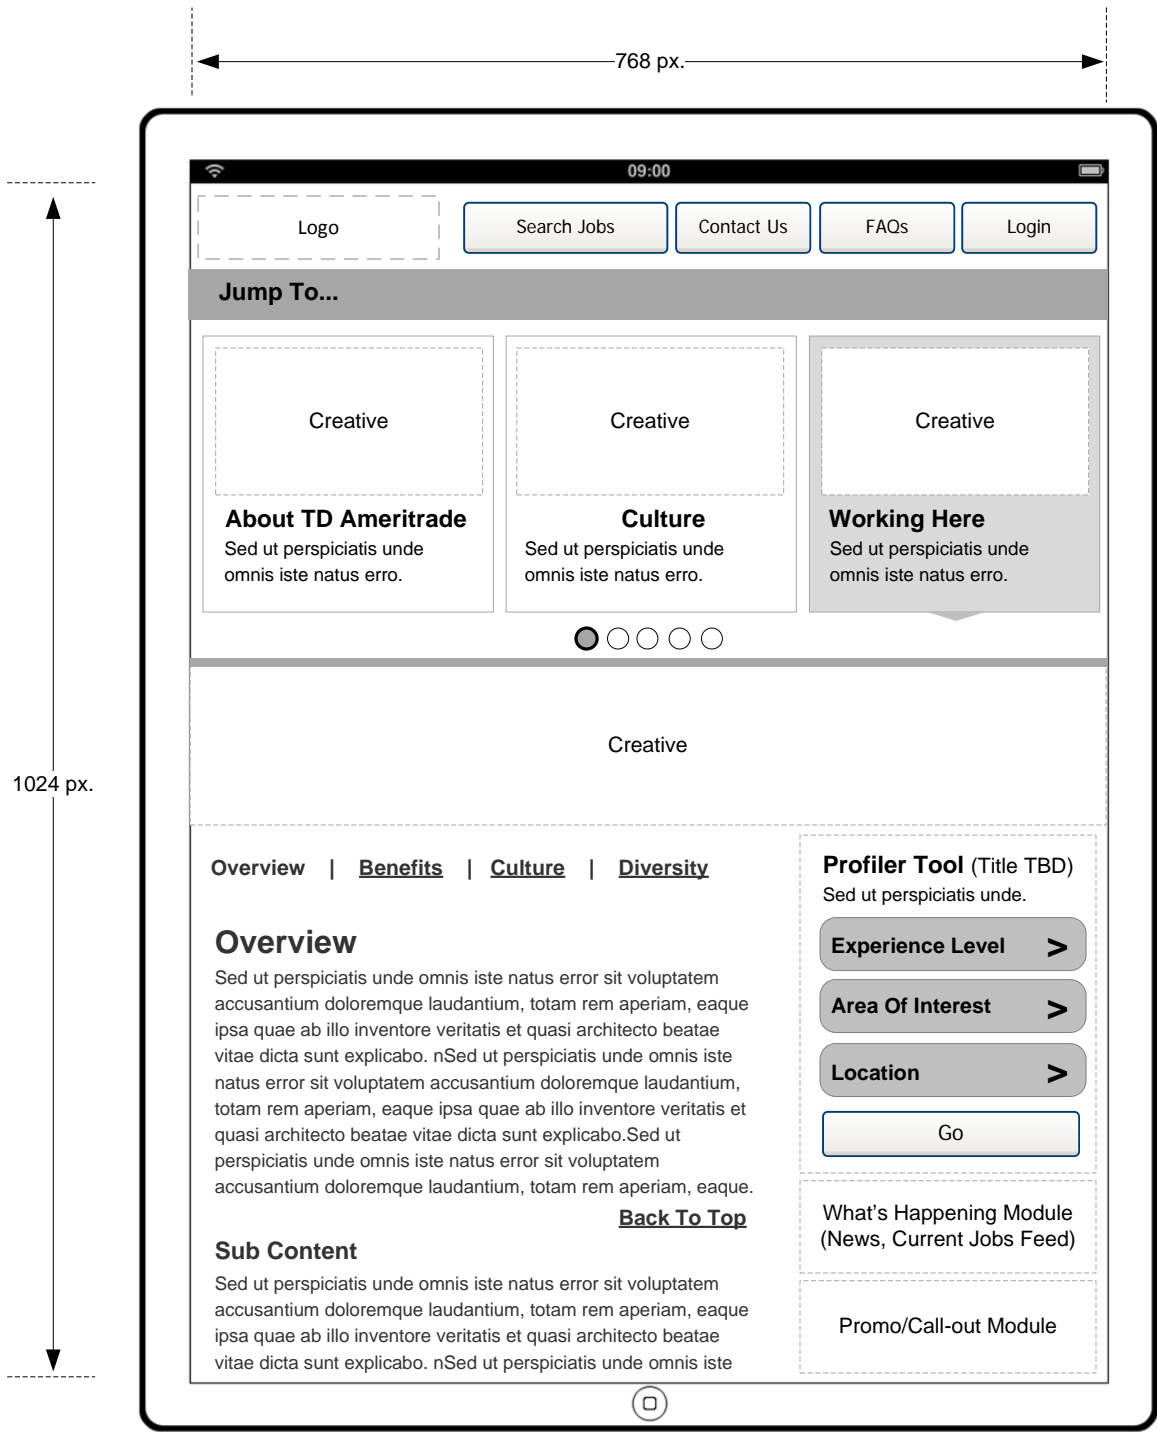 768 px.
09:00
Logo
Search Jobs
Contact Us
FAQs
Login
Jump To...
Creative
Creative
Creative
About TD Ameritrade
Sed ut perspiciatis unde
omnis iste natus erro.
Culture
Sed ut perspiciatis unde
omnis iste natus erro.
Working Here
Sed ut perspiciatis unde
omnis iste natus erro.
Creative
1024 px.
Overview | Benefits | Culture | Diversity
Overview
Sed ut perspiciatis unde omnis iste natus error sit voluptatem
accusantium doloremque laudantium, totam rem aperiam, eaque
ipsa quae ab illo inventore veritatis et quasi architecto beatae
vitae dicta sunt explicabo. nSed ut perspiciatis unde omnis iste
natus error sit voluptatem accusantium doloremque laudantium,
totam rem aperiam, eaque ipsa quae ab illo inventore veritatis et
quasi architecto beatae vitae dicta sunt explicabo.Sed ut
perspiciatis unde omnis iste natus error sit voluptatem
accusantium doloremque laudantium, totam rem aperiam, eaque.
Back To Top
Sub Content
Sed ut perspiciatis unde omnis iste natus error sit voluptatem
accusantium doloremque laudantium, totam rem aperiam, eaque
ipsa quae ab illo inventore veritatis et quasi architecto beatae
vitae dicta sunt explicabo. nSed ut perspiciatis unde omnis iste
Profiler Tool (Title TBD)
Sed ut perspiciatis unde.
Experience Level >
Area Of Interest >
Location >
Go
What's Happening Module
(News, Current Jobs Feed)
Promo/Call-out Module